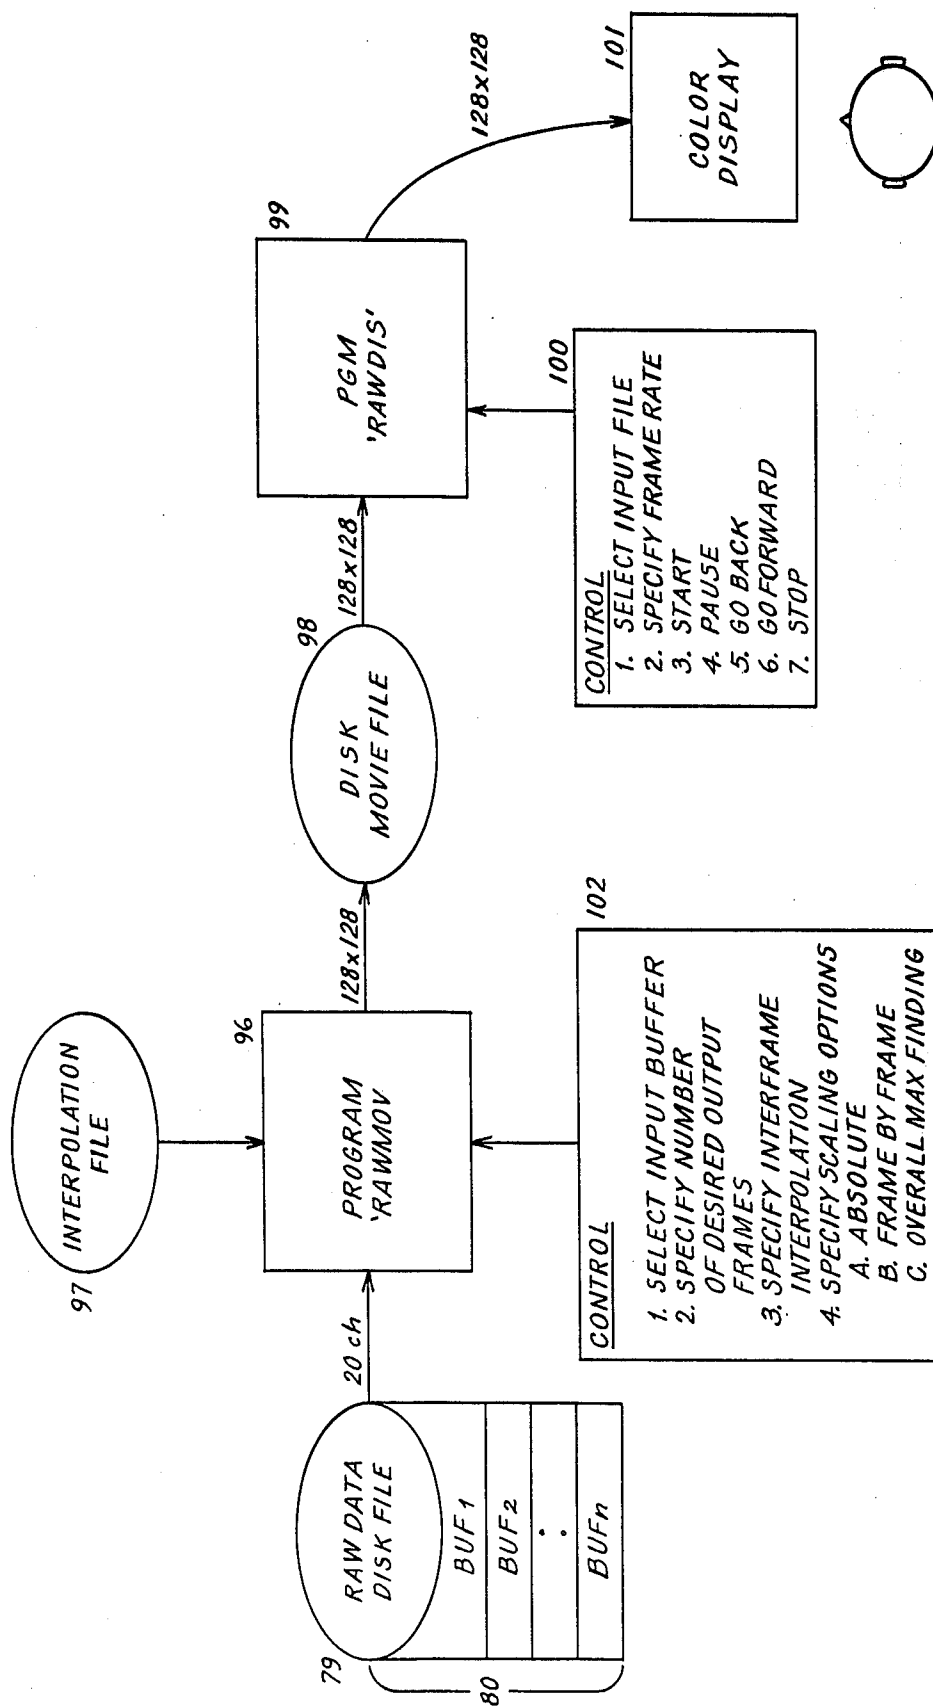 97
INTERPOLATION
FILE
79
RAW DATA
DISK FILE
80
BUF1
BUF2
BUFn
20 ch
96
PROGRAM
'RAWMOV'
128x128
98
DISK
MOVIE FILE
128x128
99
PGM
'RAWDIS'
128x128
101
COLOR
DISPLAY
102
CONTROL
1. SELECT INPUT BUFFER
2. SPECIFY NUMBER
OF DESIRED OUTPUT
FRAMES
3. SPECIFY INTERFRAME
INTERPOLATION
4. SPECIFY SCALING OPTIONS
A. ABSOLUTE
B. FRAME BY FRAME
C. OVERALL MAX FINDING
100
CONTROL
1. SELECT INPUT FILE
2. SPECIFY FRAME RATE
3. START
4. PAUSE
5. GO BACK
6. GO FORWARD
7. STOP